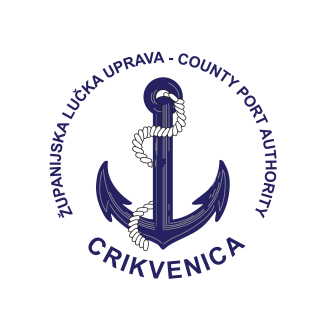 ŽUPANIJSKA LUČKA UPRAVA - COUNTY PORT AUTHORITY
CRIKVENICA